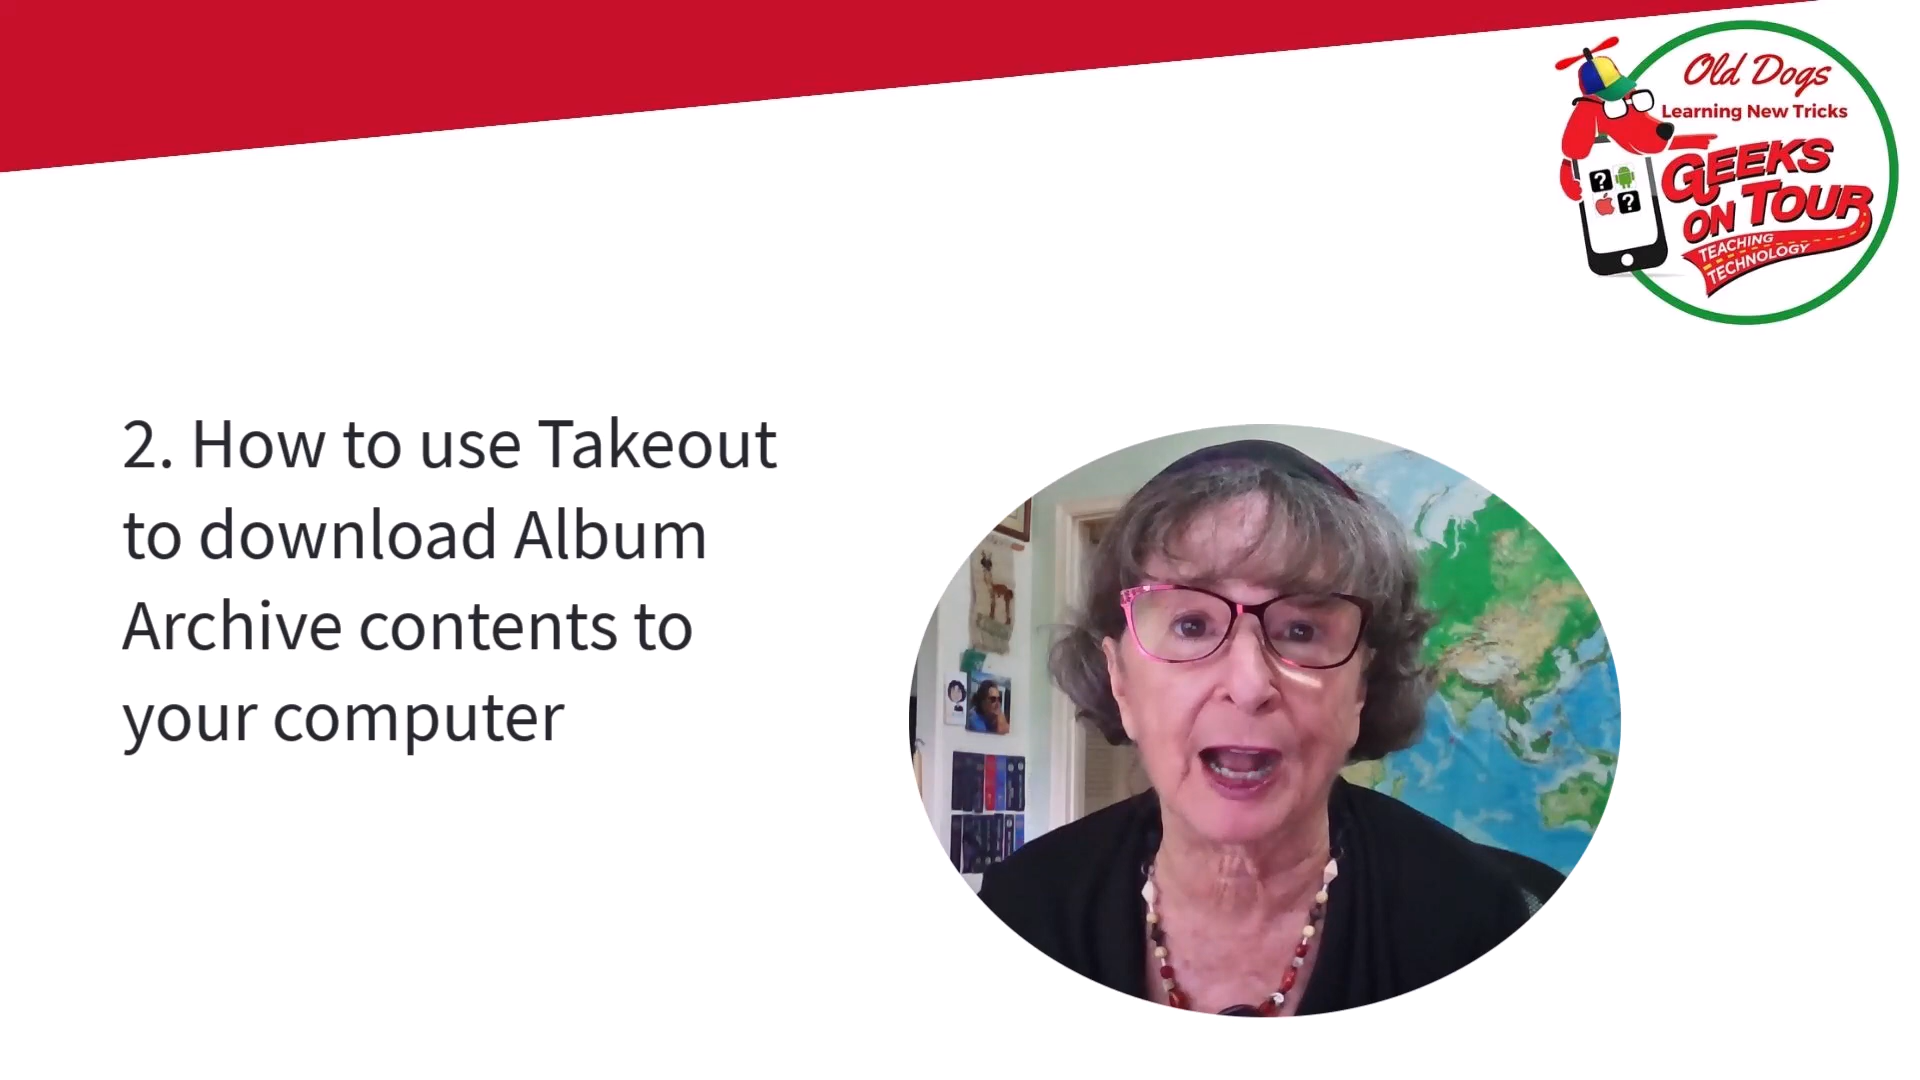 Old Dogs
Learning New Tricks
GEEKS
ON TOUR
TEACHING
TECHNOLOGY
? 
?
2. How to use Takeout
to download Album
Archive contents to
your computer